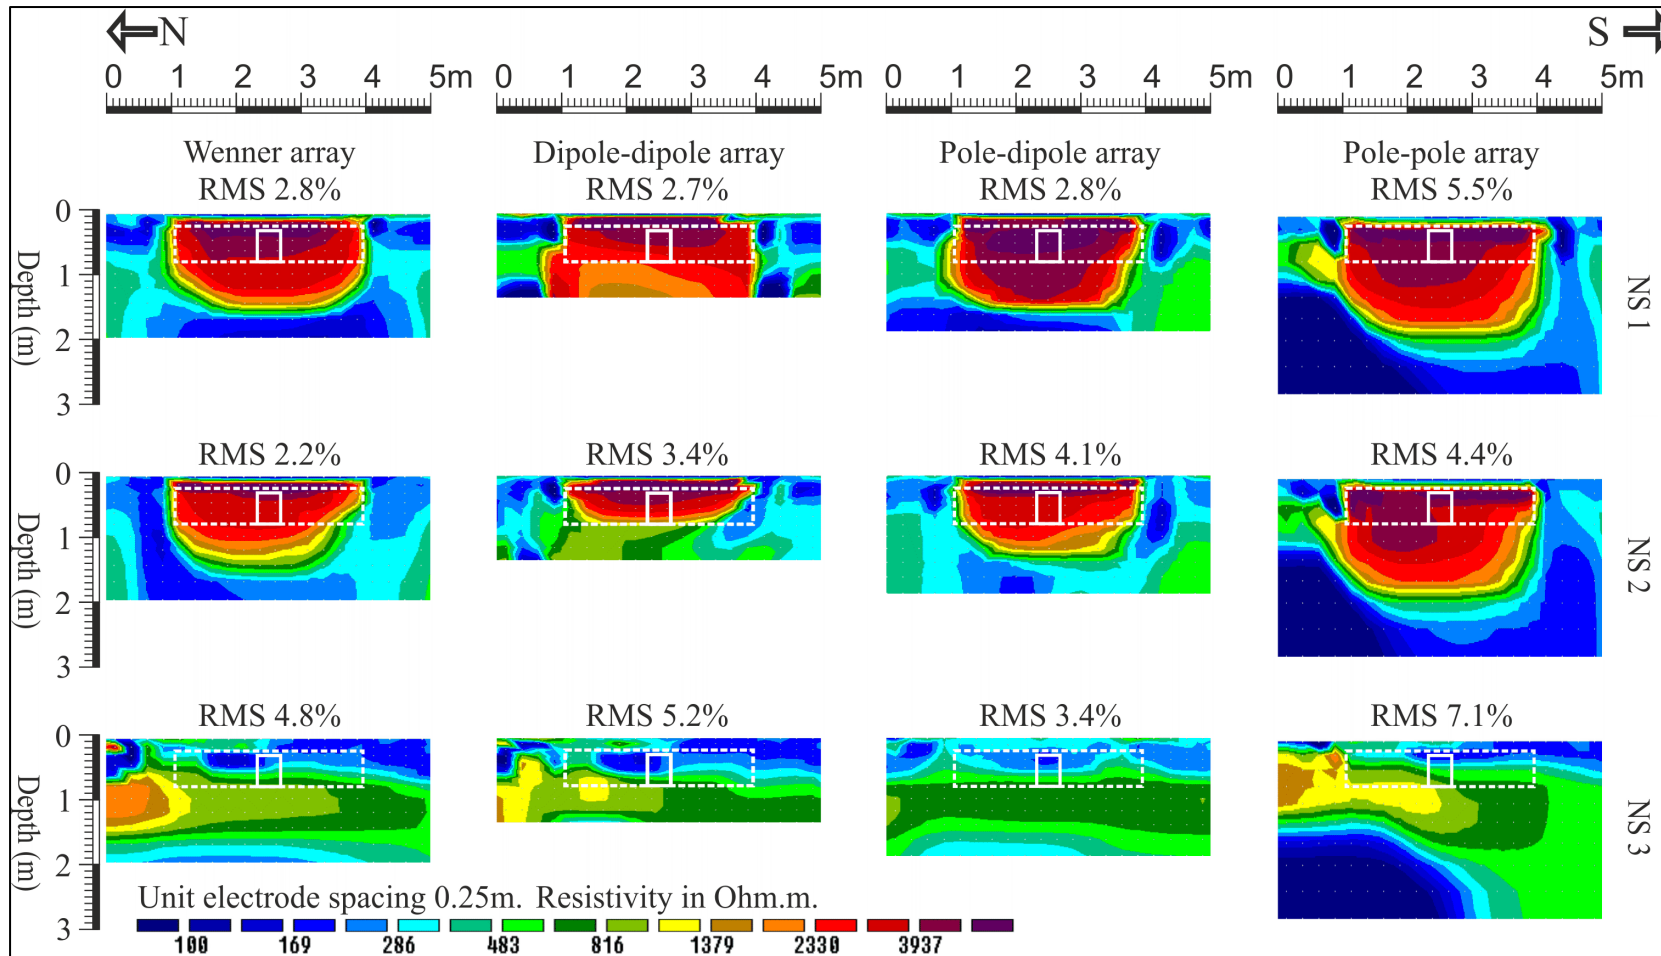 N S
0 1 2 3 4 5m 0 1 2 3 4 5m 0 1 2 3 4 5m 0 1 2 3 4 5m
Wenner array Dipole-dipole array Pole-dipole array Pole-pole array
RMS 2.8% RMS 2.7% RMS 2.8% RMS 5.5%
0
1
2
3
Depth (m)
NS 1
RMS 2.2% RMS 3.4% RMS 4.1% RMS 4.4%
0
1
2
3
Depth (m)
NS 2
RMS 4.8% RMS 5.2% RMS 3.4% RMS 7.1%
0
1
2
3
Depth (m)
NS 3
Unit electrode spacing 0.25m. Resistivity in Ohm.m.
100 169 286 483 816 1379 2330 3937